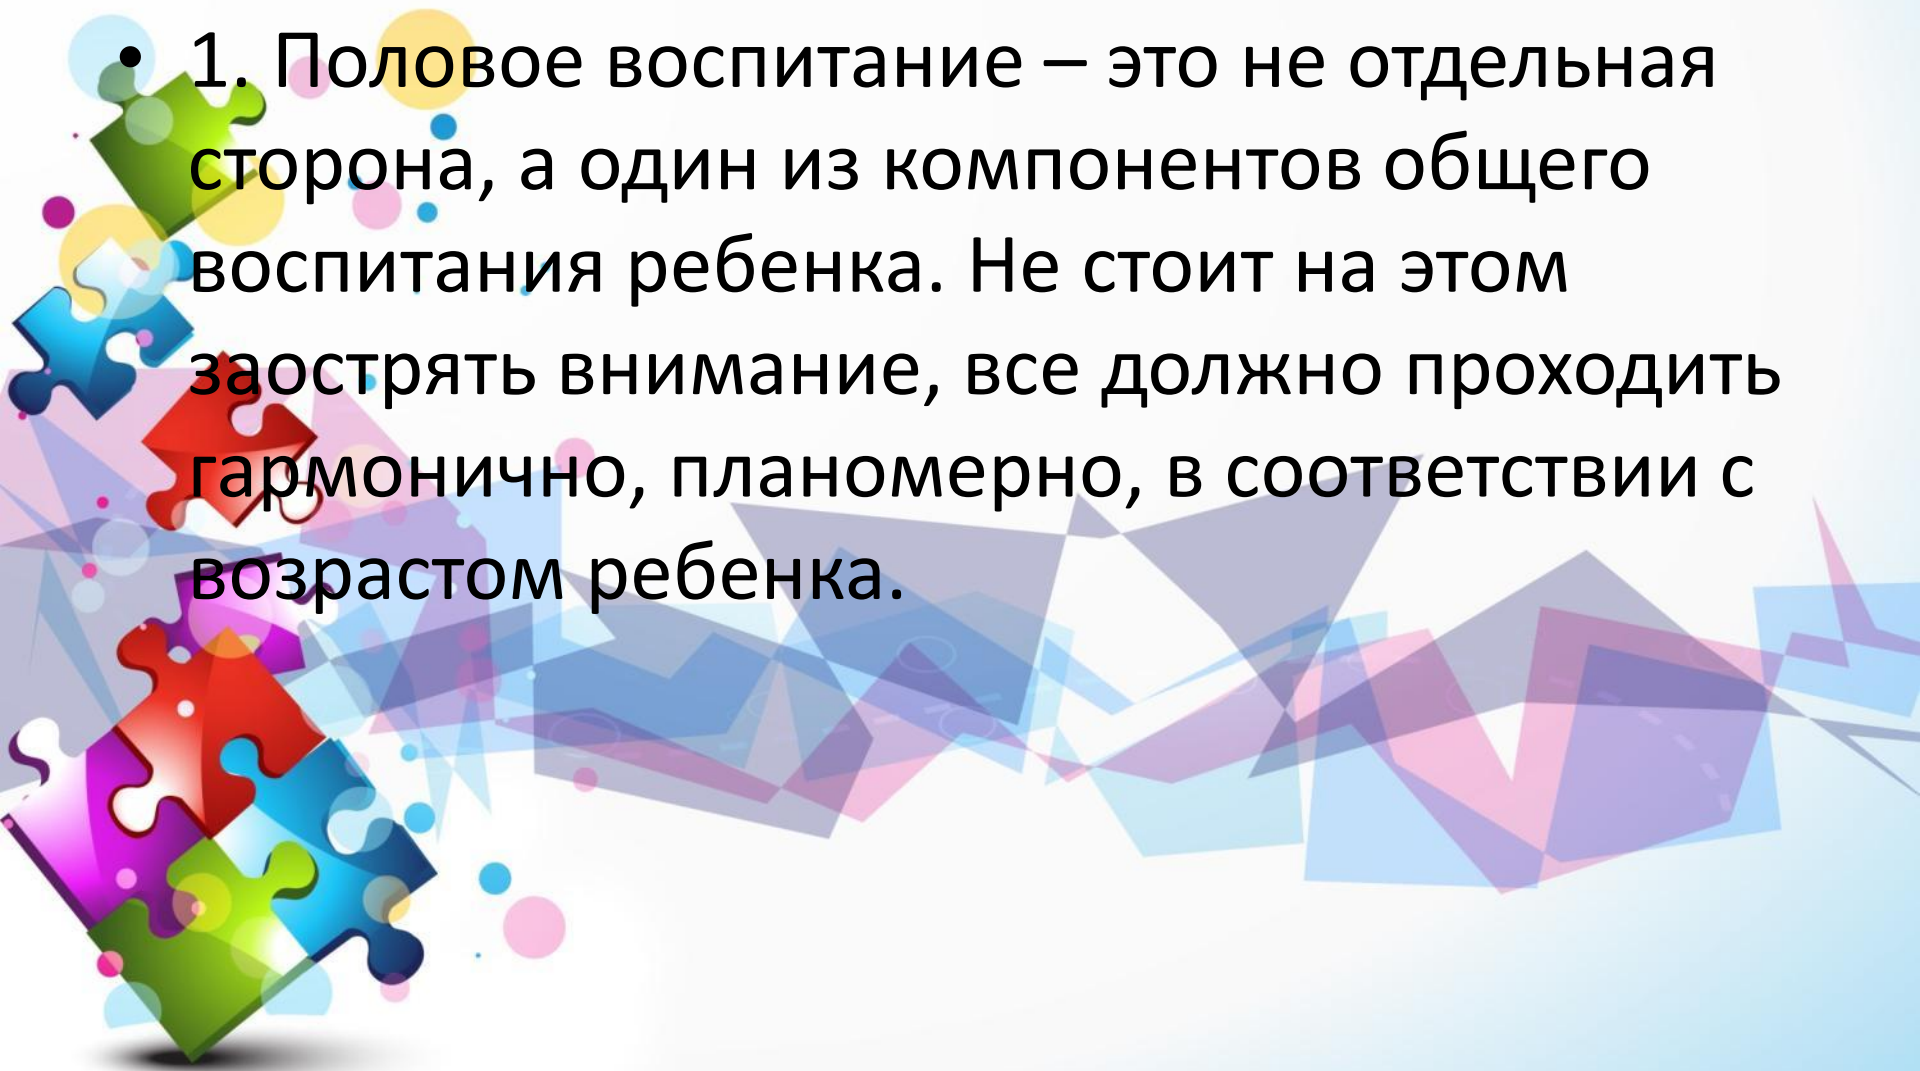 • 1. Половое воспитание – это не отдельная
сторона, а один из компонентов общего
воспитания ребенка. Не стоит на этом
заострять внимание, все должно проходить
гармонично, планомерно, в соответствии с
возрастом ребенка.